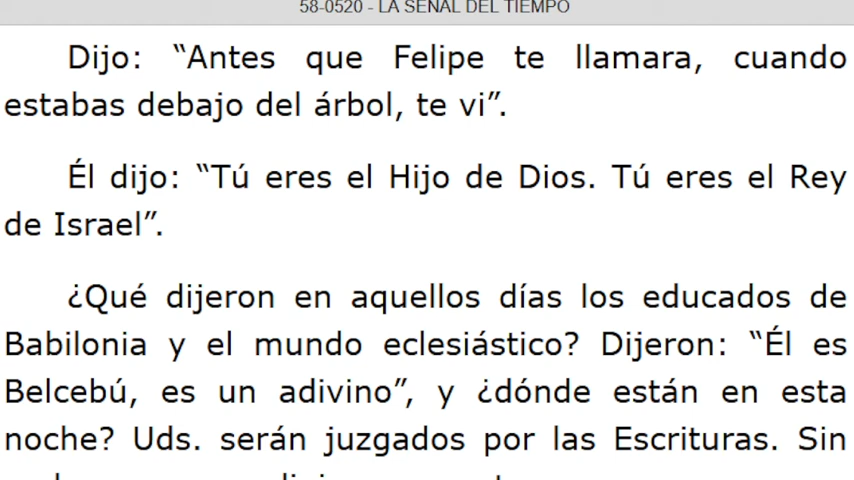 58-0520 - LA SEÑAL DEL TIEMPO
Dijo: “Antes que Felipe te llamara, cuando
estabas debajo del árbol, te vi”.
Él dijo: “Tú eres el Hijo de Dios. Tú eres el Rey
de Israel”.
¿Qué dijeron en aquellos días los educados de
Babilonia y el mundo eclesiástico? Dijeron: “Él es
Belcebú, es un adivino”, y ¿dónde están en esta
noche? Uds. serán juzgados por las Escrituras. Sin